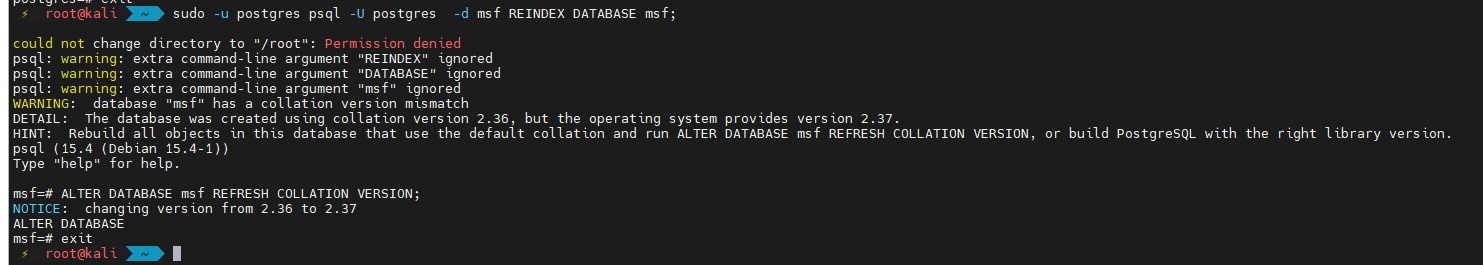 postgres=# exit
⚡ root@kali ~ sudo -u postgres psql -U postgres  -d msf REINDEX DATABASE msf;
could not change directory to "/root": Permission denied
psql: warning: extra command-line argument "REINDEX" ignored
psql: warning: extra command-line argument "DATABASE" ignored
psql: warning: extra command-line argument "msf" ignored
WARNING:  database "msf" has a collation version mismatch
DETAIL:  The database was created using collation version 2.36, but the operating system provides version 2.37.
HINT:  Rebuild all objects in this database that use the default collation and run ALTER DATABASE msf REFRESH COLLATION VERSION, or build PostgreSQL with the right library version.
psql (15.4 (Debian 15.4-1))
Type "help" for help.
msf=# ALTER DATABASE msf REFRESH COLLATION VERSION;
NOTICE:  changing version from 2.36 to 2.37
ALTER DATABASE
msf=# exit
⚡ root@kali ~